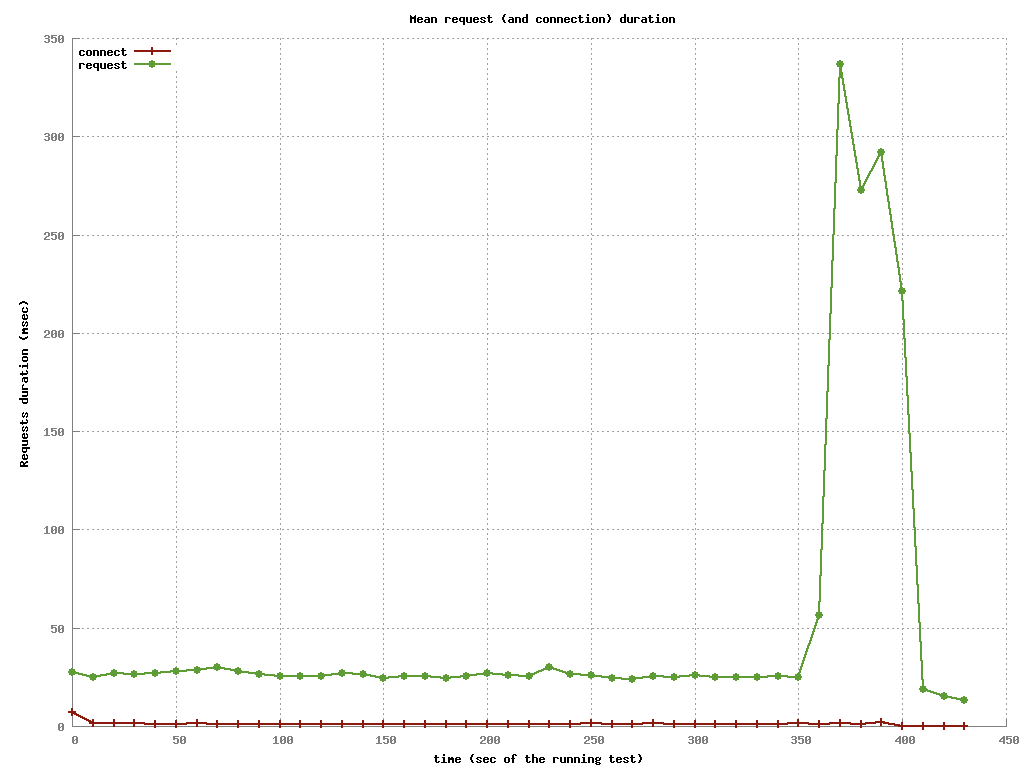 Mean request (and connection) duration
connect
request
350
300
250
200
150
100
50
0
Requests duration (msec)
0 50 100 150 200 250 300 350 400 450
time (sec of the running test)